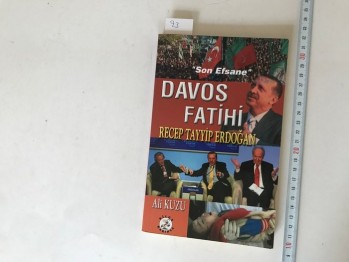 "Son Efsane"
DAVOS
FATİHİ
RECEP TAYYİP ERDOĞAN
Ali KUZU